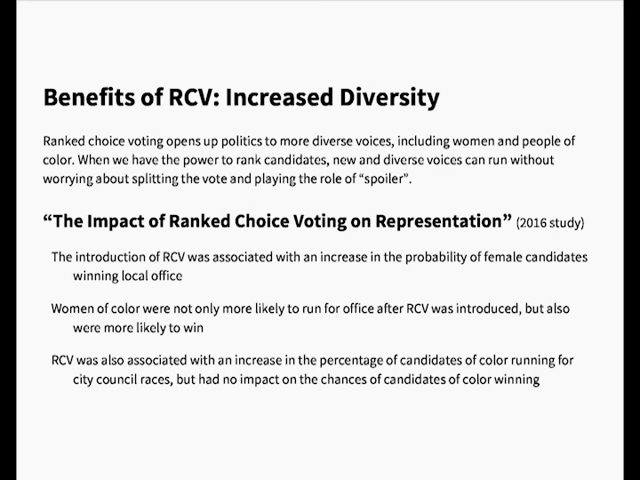 Benefits of RCV: Increased Diversity
Ranked choice voting opens up politics to more diverse voices, including women and people of
color. When we have the power to rank candidates, new and diverse voices can run without
worrying about splitting the vote and playing the role of “spoiler”.
“The Impact of Ranked Choice Voting on Representation” (2016 study)
The introduction of RCV was associated with an increase in the probability of female candidates
winning local office
Women of color were not only more likely to run for office after RCV was introduced, but also
were more likely to win
RCV was also associated with an increase in the percentage of candidates of color running for
city council races, but had no impact on the chances of candidates of color winning